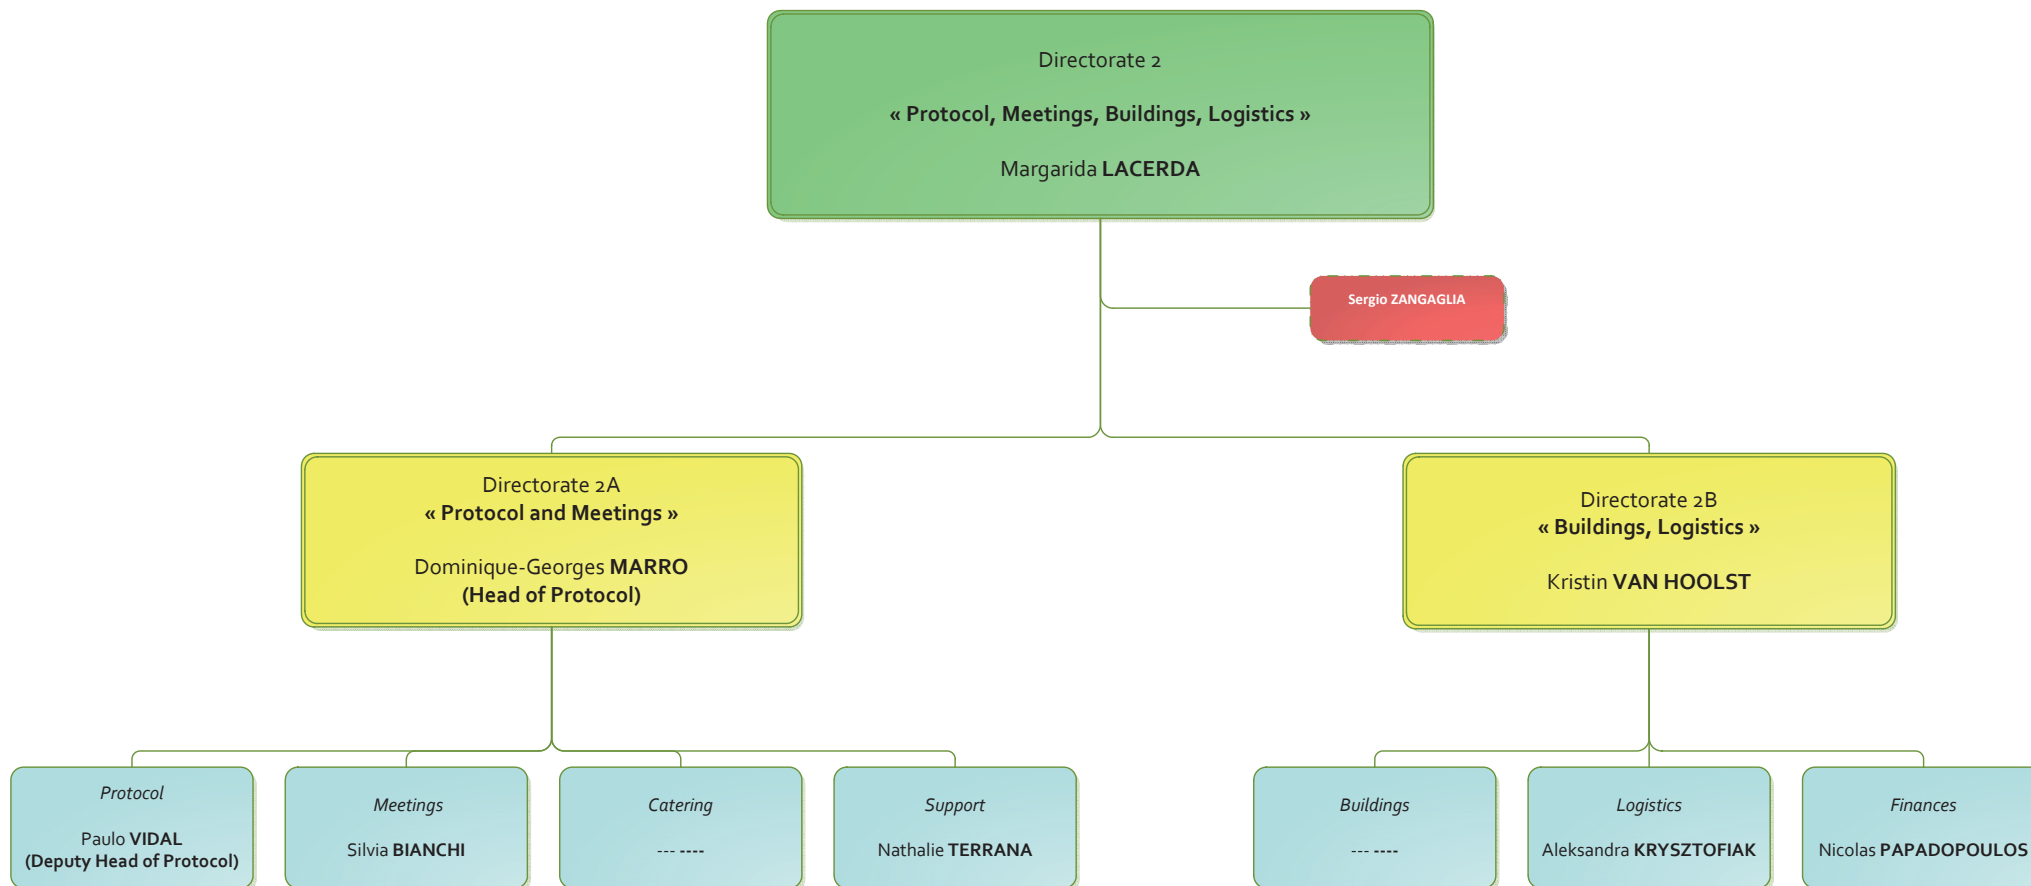 Directorate 2
« Protocol, Meetings, Buildings, Logistics »
Margarida LACERDA
Sergio ZANGAGLIA
Directorate 2A
« Protocol and Meetings »
Dominique-Georges MARRO
(Head of Protocol)
Directorate 2B
« Buildings, Logistics »
Kristin VAN HOOLST
Protocol
Paulo VIDAL
(Deputy Head of Protocol)
Meetings
Silvia BIANCHI
Catering
--- ----
Support
Nathalie TERRANA
Buildings
--- ----
Logistics
Aleksandra KRYSZTOFIAK
Finances
Nicolas PAPADOPOULOS